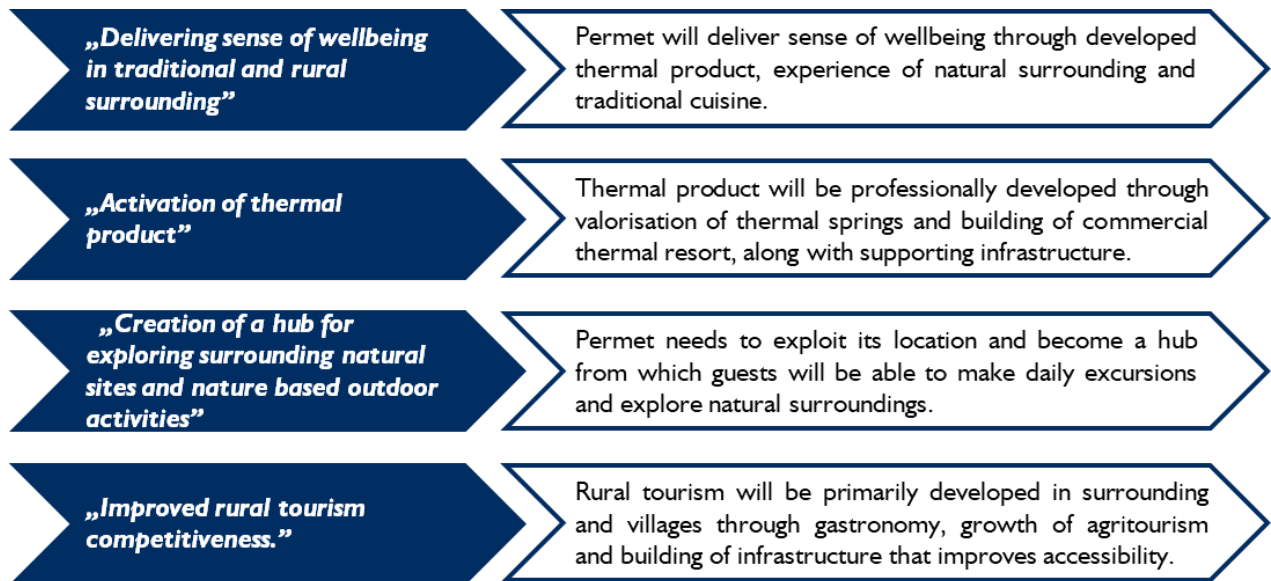 „Delivering sense of wellbeing
in traditional and rural
surrounding”
Permet will deliver sense of wellbeing through developed
thermal product, experience of natural surrounding and
traditional cuisine.
„Activation of thermal
product”
Thermal product will be professionally developed through
valorisation of thermal springs and building of commercial
thermal resort, along with supporting infrastructure.
„Creation of a hub for
exploring surrounding natural
sites and nature based outdoor
activities”
Permet needs to exploit its location and become a hub
from which guests will be able to make daily excursions
and explore natural surroundings.
„Improved rural tourism
competitiveness.”
Rural tourism will be primarily developed in surrounding
and villages through gastronomy, growth of agritourism
and building of infrastructure that improves accessibility.